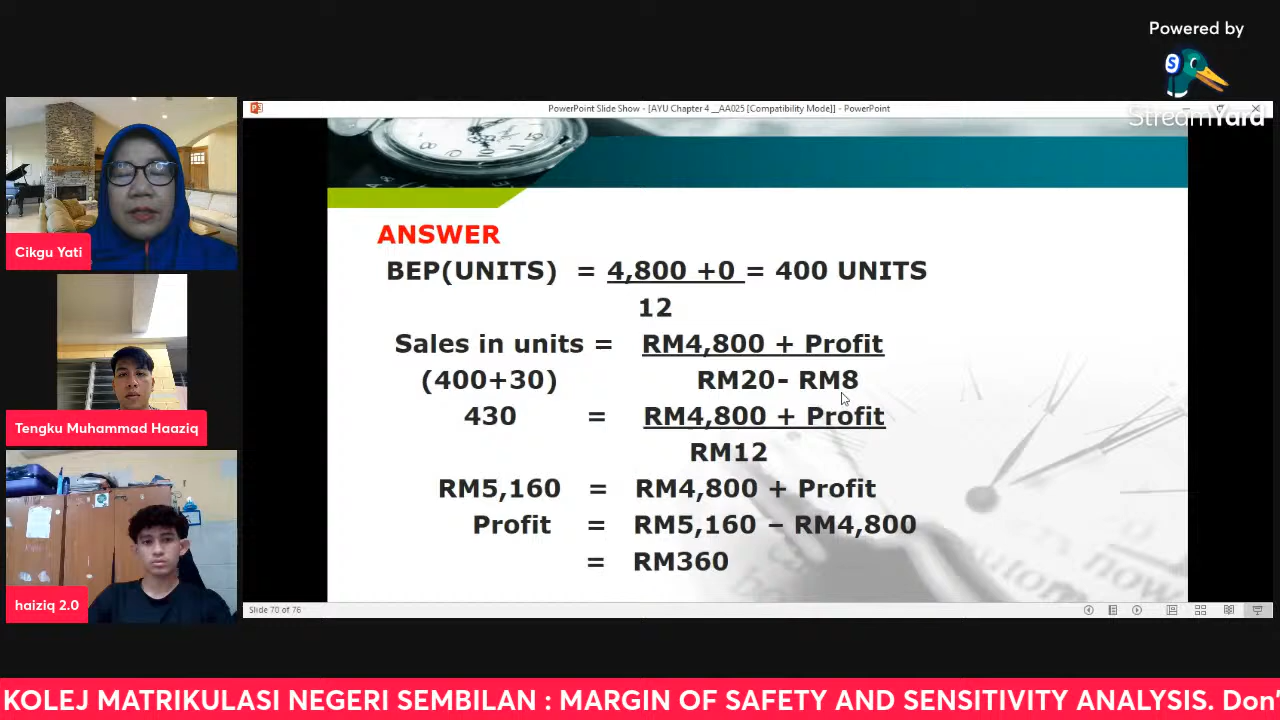 Powered by
StreamYard
PowerPoint Slide Show - [AYU Chapter 4 __AA025 [Compatibility Mode]] - PowerPoint
Cikgu Yati
Tengku Muhammad Haaziq
haiziq 2.0
ANSWER
BEP(UNITS) = 4,800 +0 = 400 UNITS
12
Sales in units = RM4,800 + Profit
(400+30) RM20- RM8
430 = RM4,800 + Profit
RM12
RM5,160 = RM4,800 + Profit
Profit = RM5,160 – RM4,800
= RM360
Slide 70 of 76
KOLEJ MATRIKULASI NEGERI SEMBILAN : MARGIN OF SAFETY AND SENSITIVITY ANALYSIS. Don'